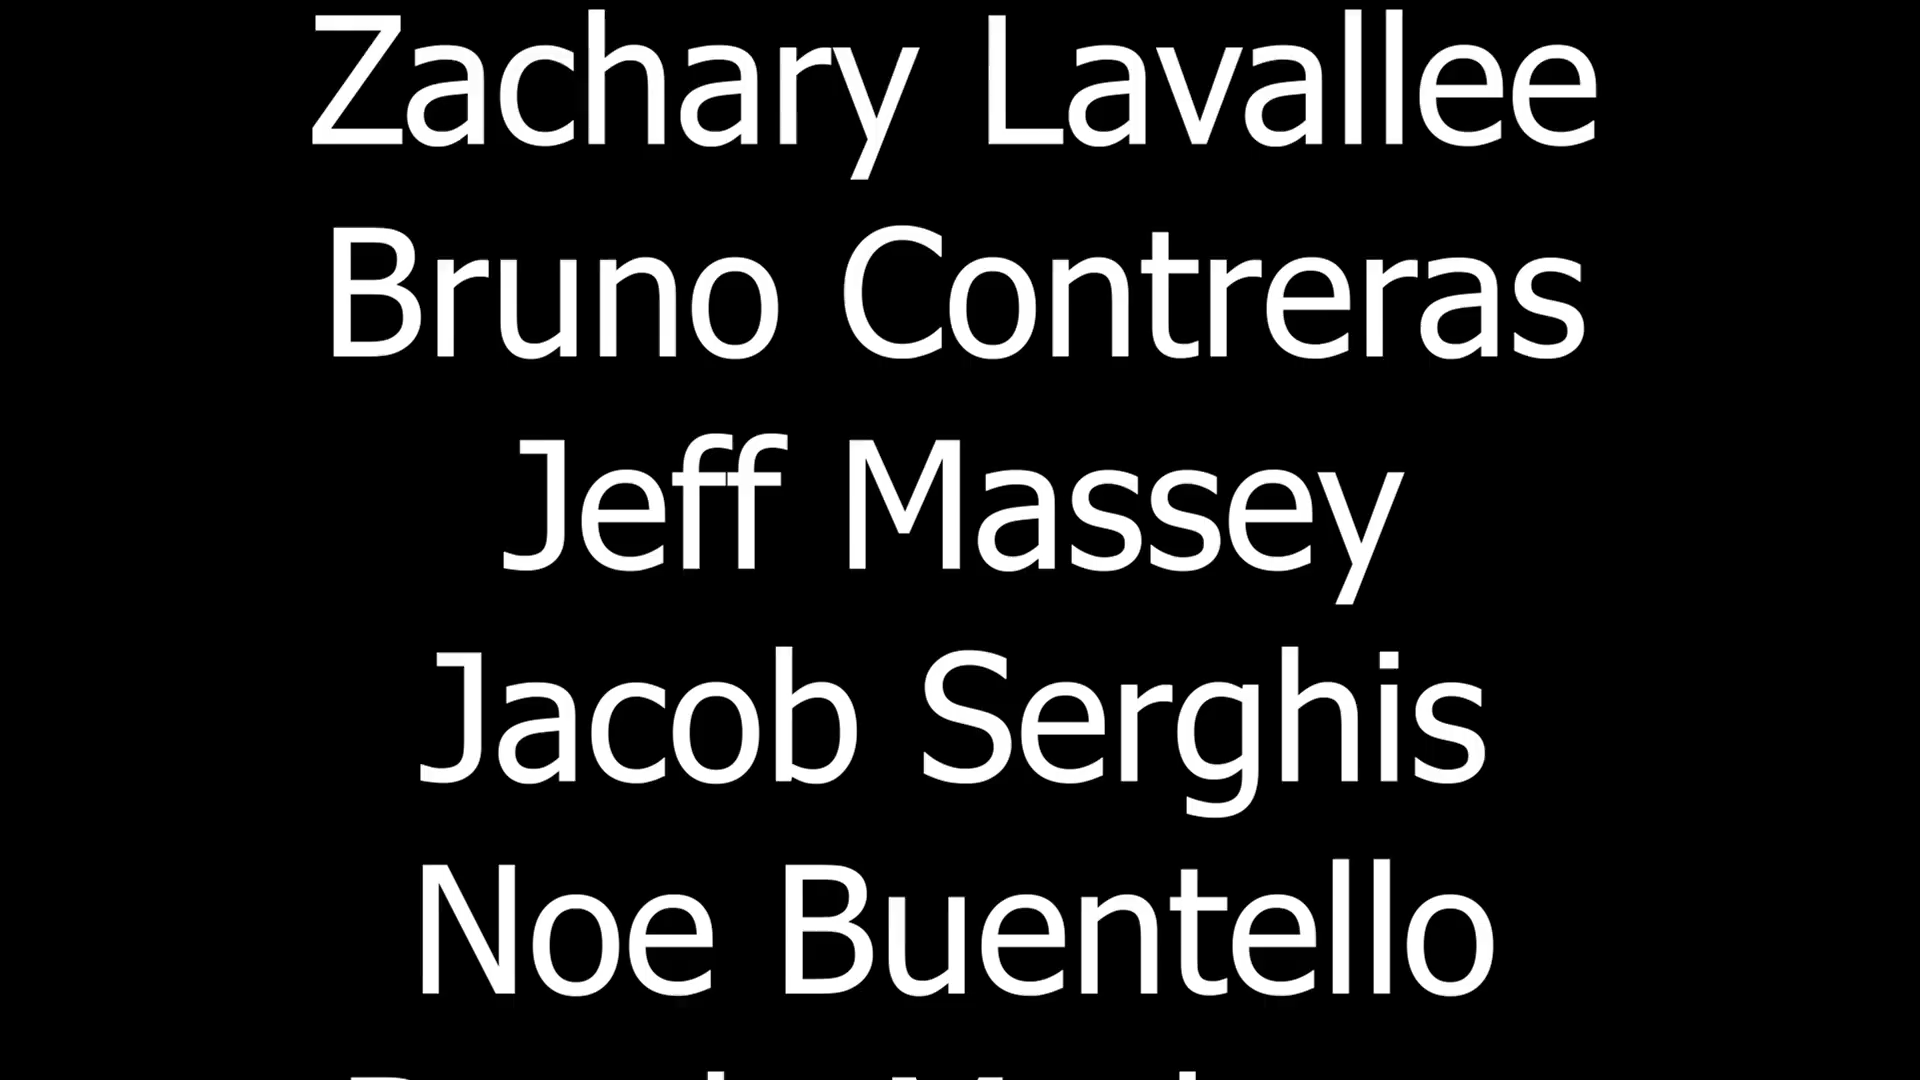 Zachary Lavallee
Bruno Contreras
Jeff Massey
Jacob Serghis
Noe Buentello